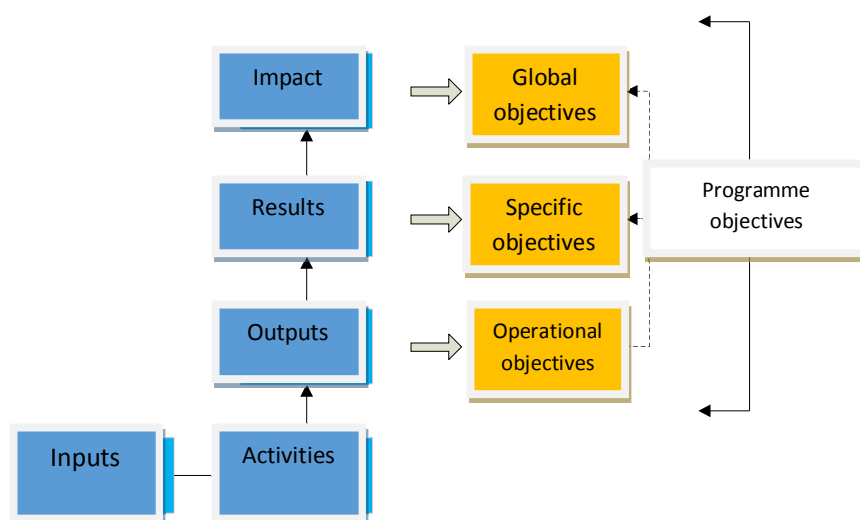 Impact
Global
objectives
Results
Specific
objectives
Programme
objectives
Outputs
Operational
objectives
Inputs
Activities